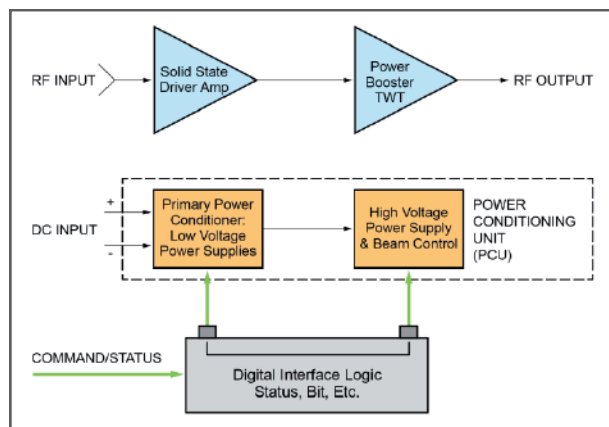 RF INPUT
Solid State
Driver Amp
Power
Booster
TWT
RF OUTPUT
DC INPUT
+
-
Primary Power
Conditioner:
Low Voltage
Power Supplies
High Voltage
Power Supply
& Beam Control
POWER
CONDITIONING
UNIT
(PCU)
COMMAND/STATUS
Digital Interface Logic
Status, Bit, Etc.